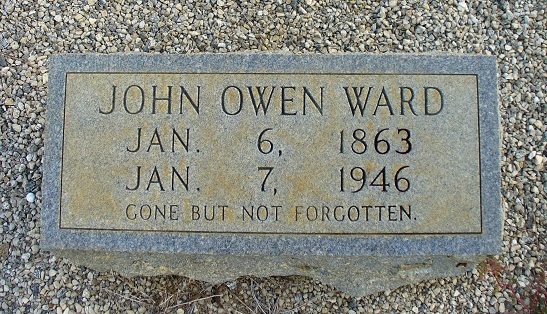 JOHN OWEN WARD
JAN. 6, 1863
JAN. 7, 1946
GONE BUT NOT FORGOTTEN.